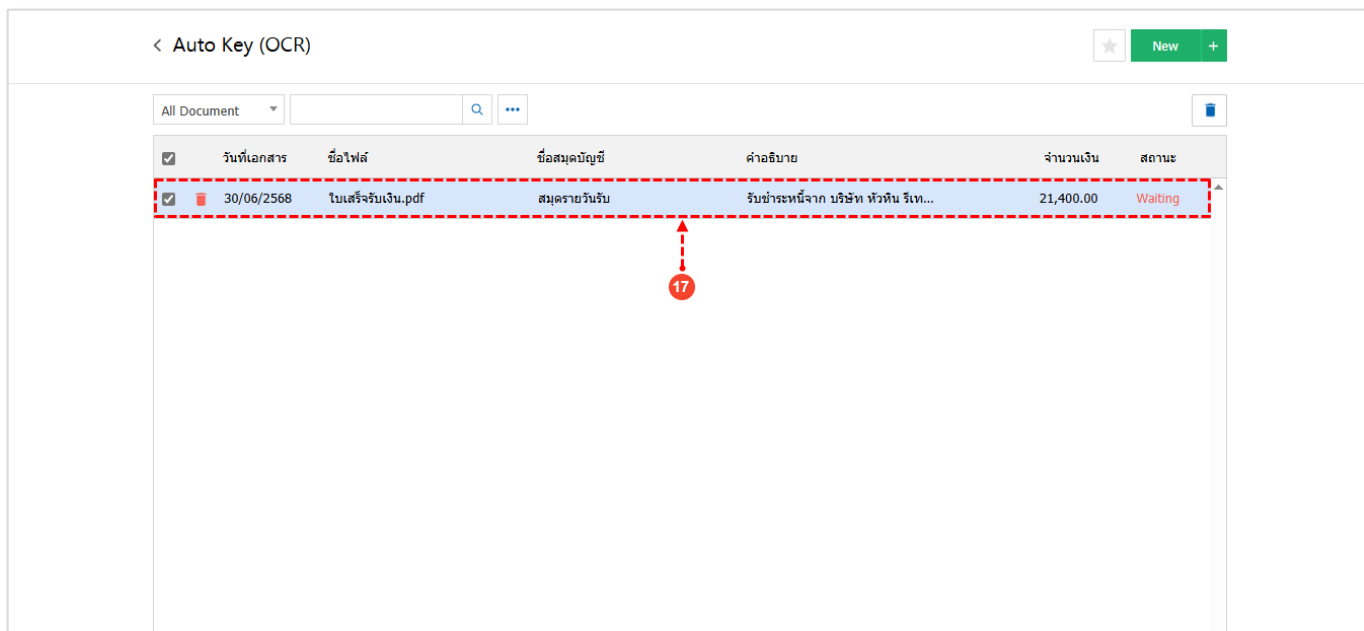 Auto Key (OCR)
New +
All Document
วันที่เอกสาร ชื่อไฟล์ ชื่อสมุดบัญชี คำอธิบาย จำนวนเงิน สถานะ
30/06/2568 ใบเสร็จรับเงิน.pdf สมุดรายวันรับ รับชำระหนี้จาก บริษัท หัวหิน รีเท... 21,400.00 Waiting
17